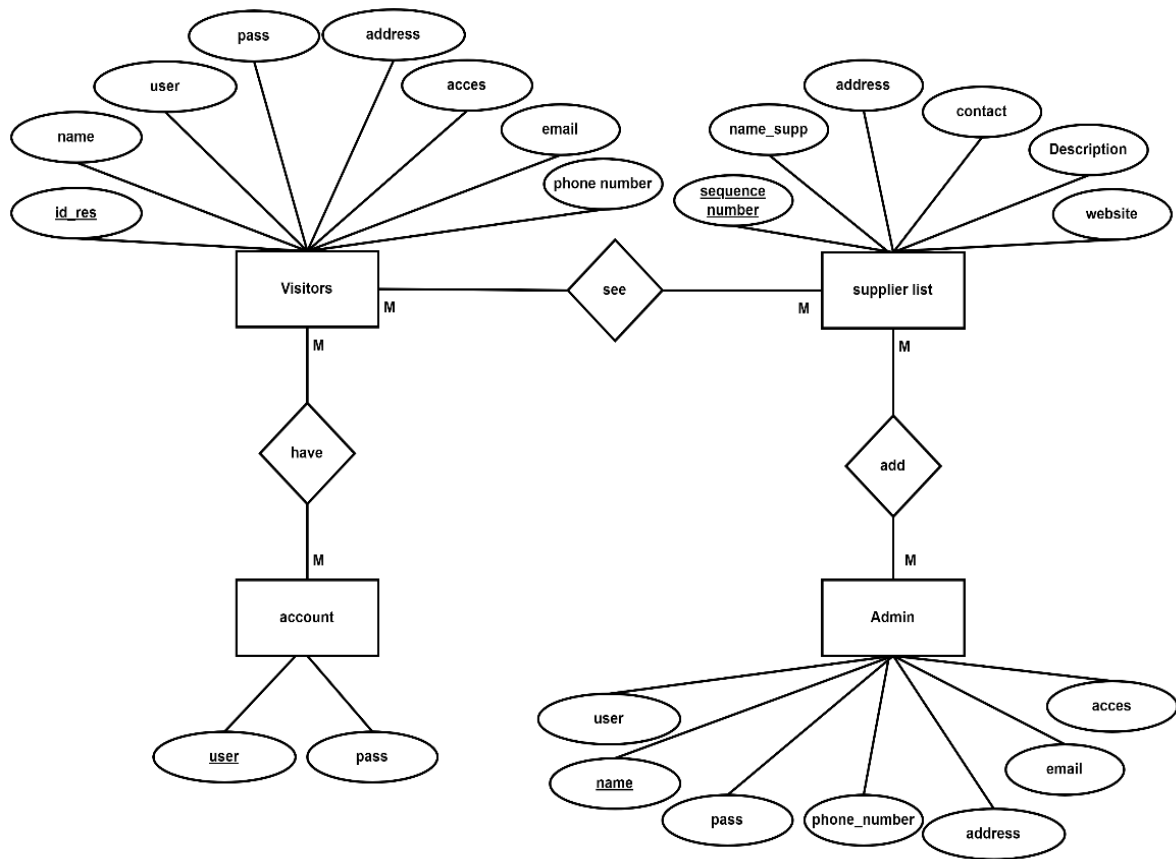 pass
address
user
acces
name
email
id_res
phone number
address
name_supp
contact
Description
sequence
number
website
Visitors
see
supplier list
M
M
M
M
have
add
M
M
account
Admin
user
pass
user
acces
name
email
pass
phone_number
address